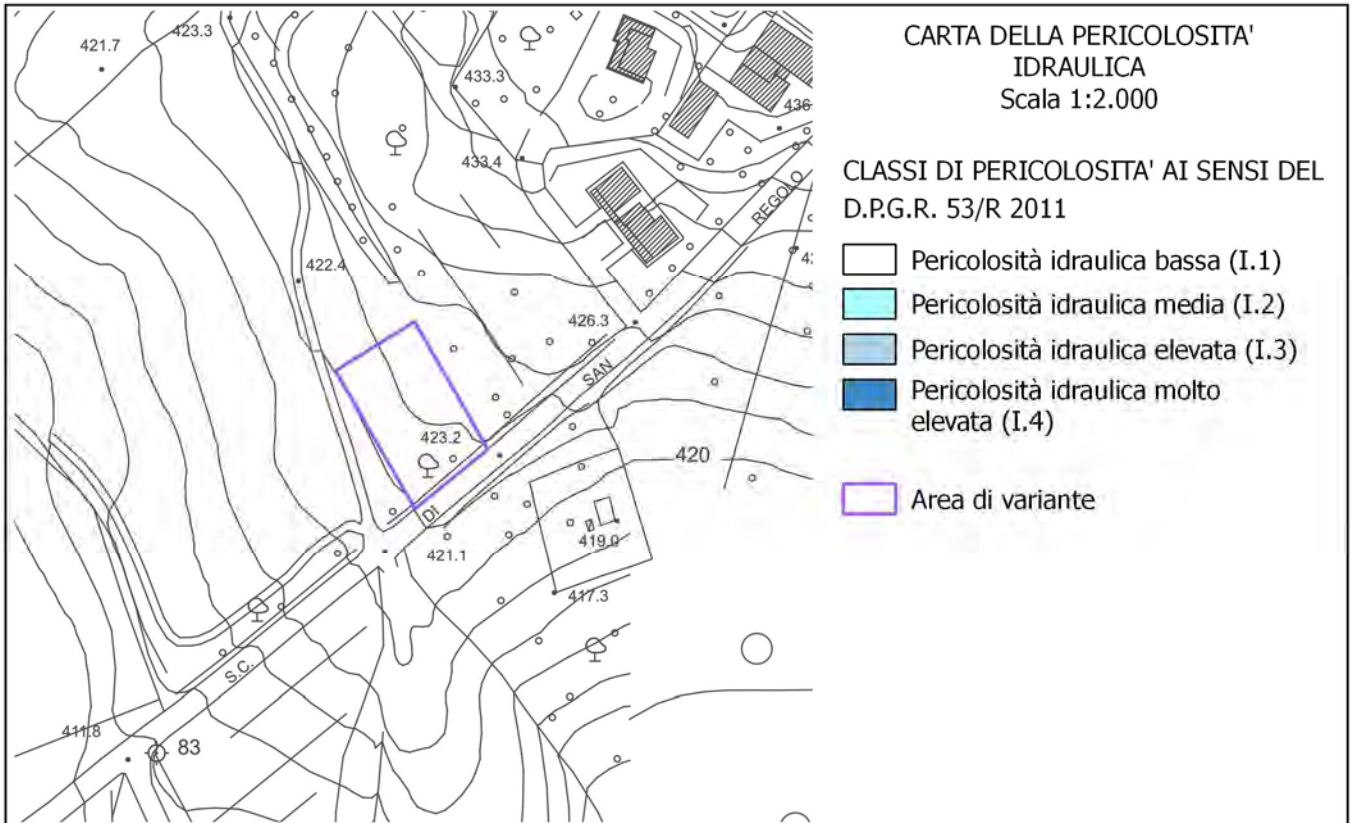 CARTA DELLA PERICOLOSITA'
IDRAULICA
Scala 1:2.000
CLASSI DI PERICOLOSITA' AI SENSI DEL
D.P.G.R. 53/R 2011
Pericolosità idraulica bassa (I.1)
Pericolosità idraulica media (I.2)
Pericolosità idraulica elevata (I.3)
Pericolosità idraulica molto
elevata (I.4)
Area di variante
423.3
421.7
433.3
436
433.4
REGOLO
422.4
426.3
SAN
423.2
420
DI
419.0
421.1
417.3
S.C.
411.8
83